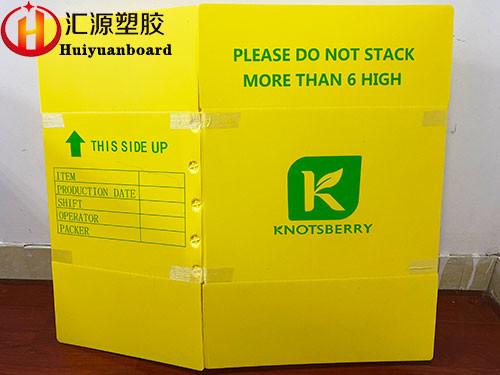 汇源塑胶
Huiyuanboard
PLEASE DO NOT STACK
MORE THAN 6 HIGH
THIS SIDE UP
ITEM
PRODUCTION DATE
SHIFT
OPERATOR
PACKER
K
KNOTSBERRY